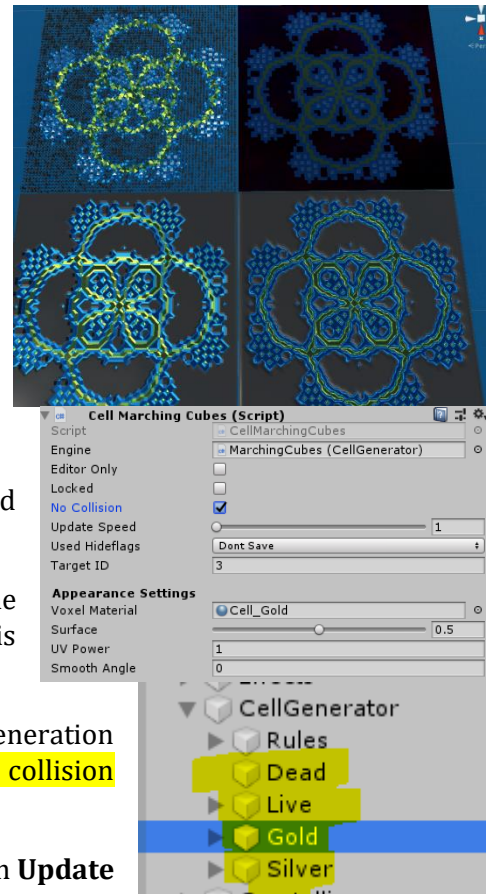 < Pers
Cell Marching Cubes (Script)
Script CellMarchingCubes
Engine MarchingCubes (CellGenerator)
Editor Only
Locked
No Collision
Update Speed 1
Used Hideflags Dont Save
Target ID 3
Appearance Settings
Voxel Material Cell_Gold
Surface 0.5
UV Power 1
Smooth Angle 0
d
e
is
eneration
collision
n Update
CellGenerator
Rules
Dead
Live
Gold
Silver